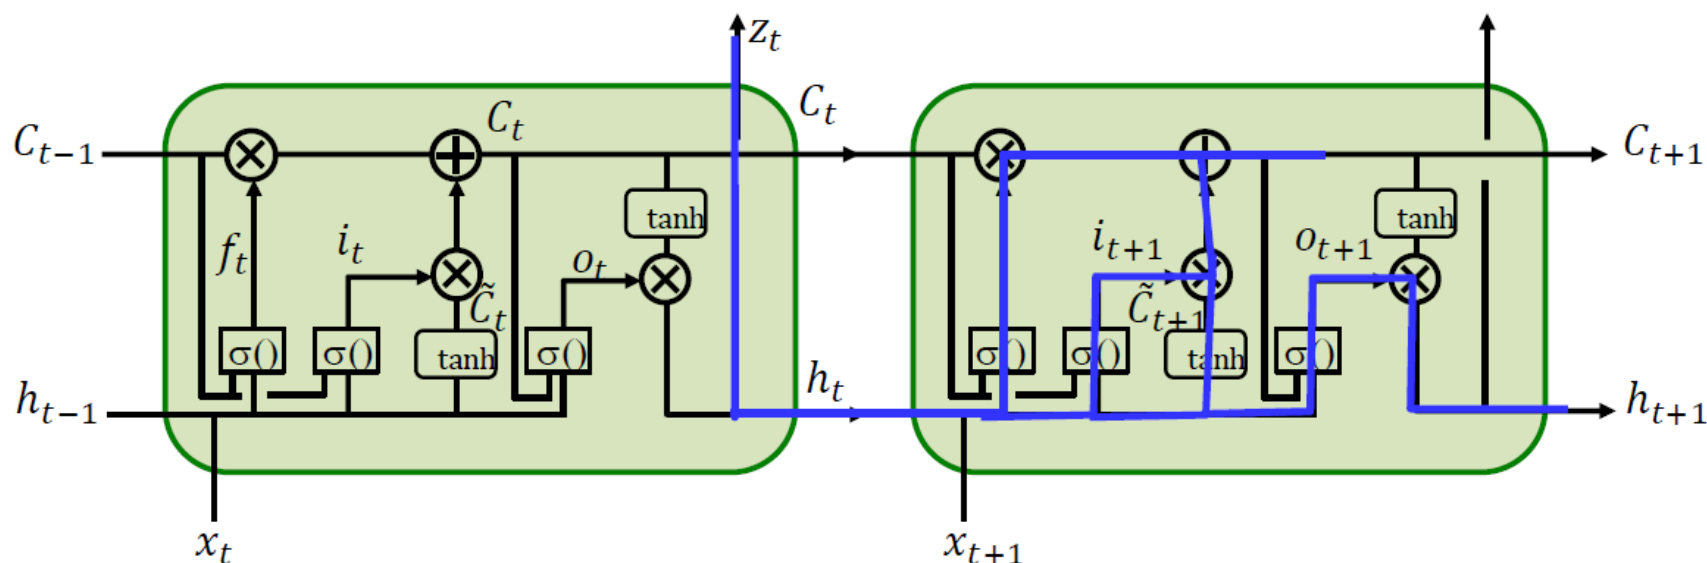 z_t
C_{t-1} C_t C_t C_{t+1}
tanh tanh
f_t i_t o_t i_{t+1} o_{t+1}
C̃_t C̃_{t+1}
σ() σ() tanh σ() σ() σ() tanh σ()
h_{t-1} h_t h_{t+1}
x_t x_{t+1}